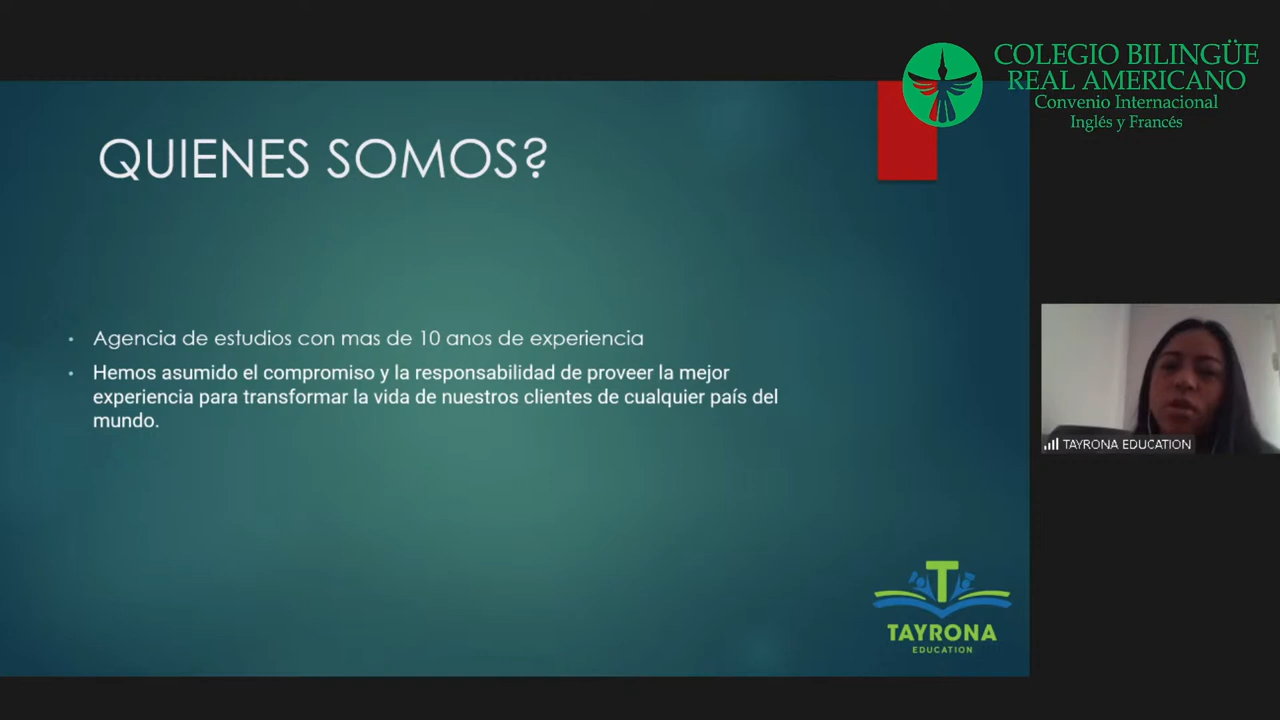 COLEGIO BILINGÜE
REAL AMERICANO
Convenio Internacional
Inglés y Francés
QUIENES SOMOS?
• Agencia de estudios con mas de 10 anos de experiencia
• Hemos asumido el compromiso y la responsabilidad de proveer la mejor
experiencia para transformar la vida de nuestros clientes de cualquier país del
mundo.
TAYRONA EDUCATION
T
TAYRONA
EDUCATION